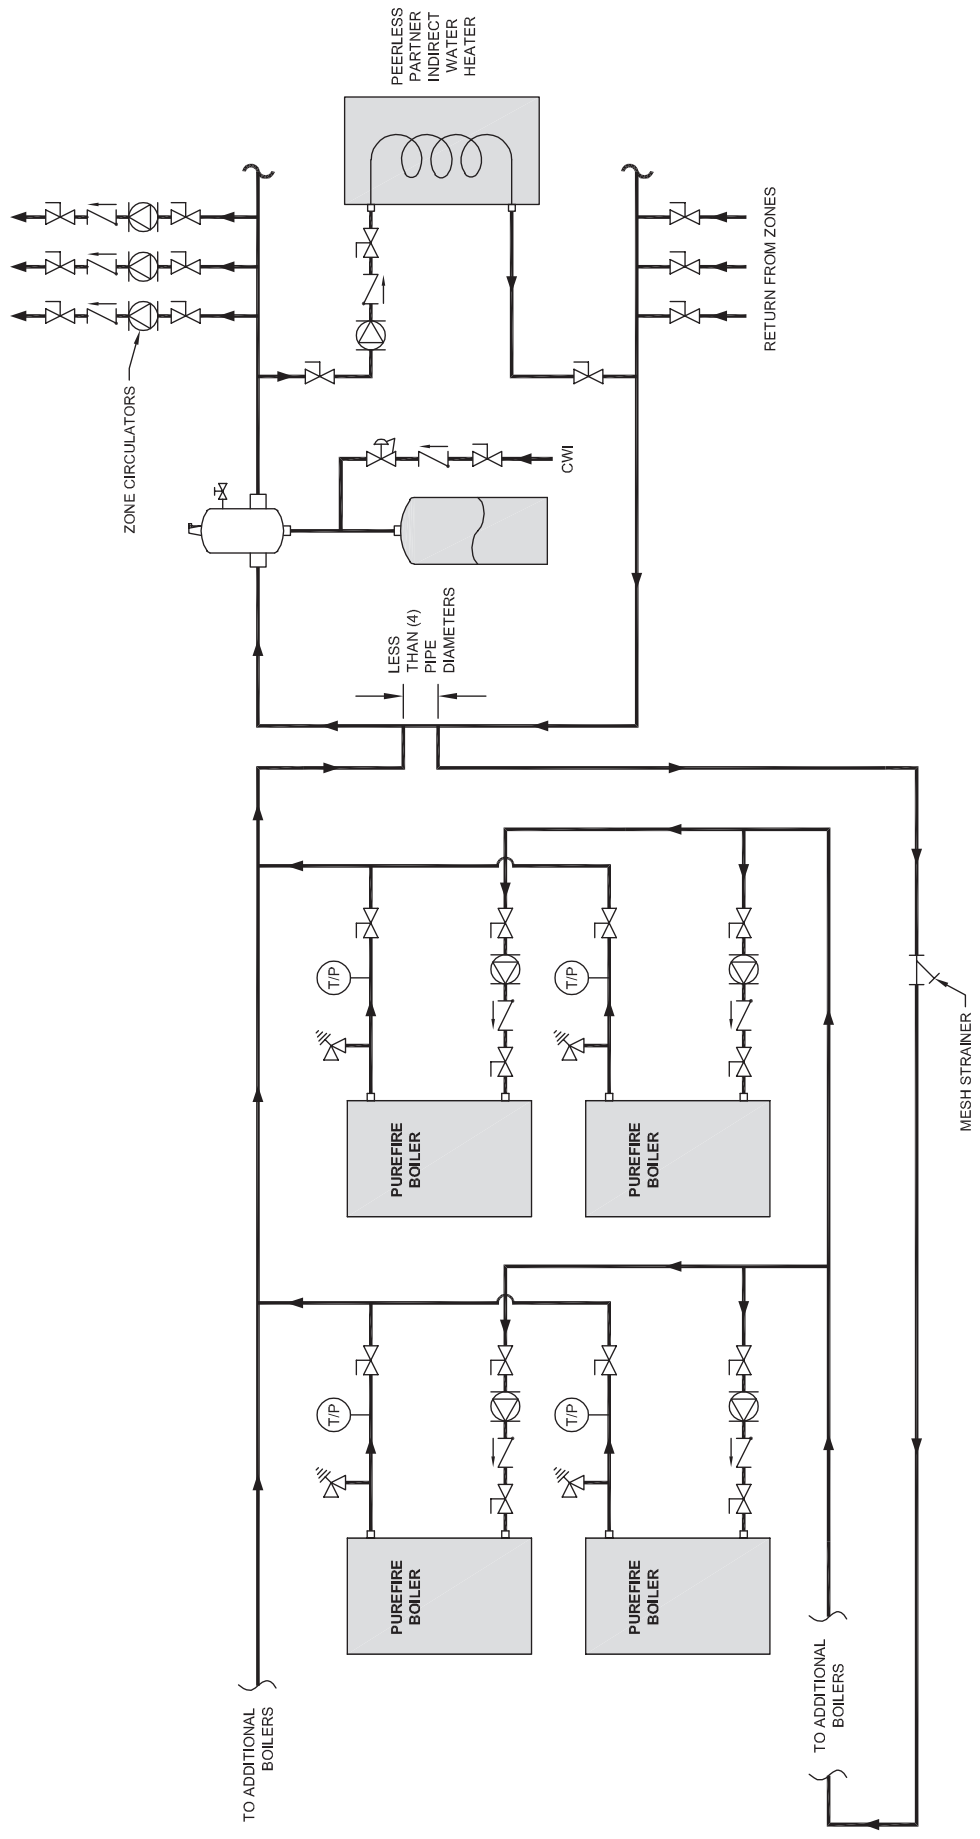 PEERLESS
PARTNER
INDIRECT
WATER
HEATER
ZONE CIRCULATORS
CWI
RETURN FROM ZONES
LESS
THAN (4)
PIPE
DIAMETERS
T/P
T/P
PUREFIRE
BOILER
PUREFIRE
BOILER
MESH STRAINER
T/P
T/P
PUREFIRE
BOILER
PUREFIRE
BOILER
TO ADDITIONAL
BOILERS
TO ADDITIONAL
BOILERS